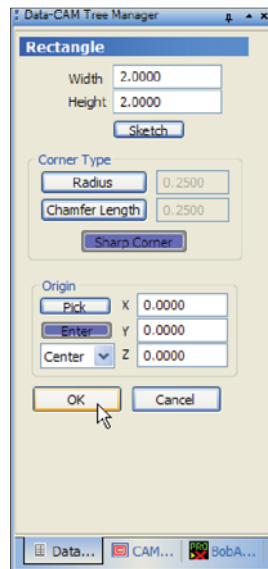 Data-CAM Tree Manager
Rectangle
Width 2.0000
Height 2.0000
Sketch
Corner Type
Radius 0.2500
Chamfer Length 0.2500
Sharp Corner
Origin
Pick X 0.0000
Enter Y 0.0000
Center Z 0.0000
OK Cancel
Data... CAM... PRO BobA...